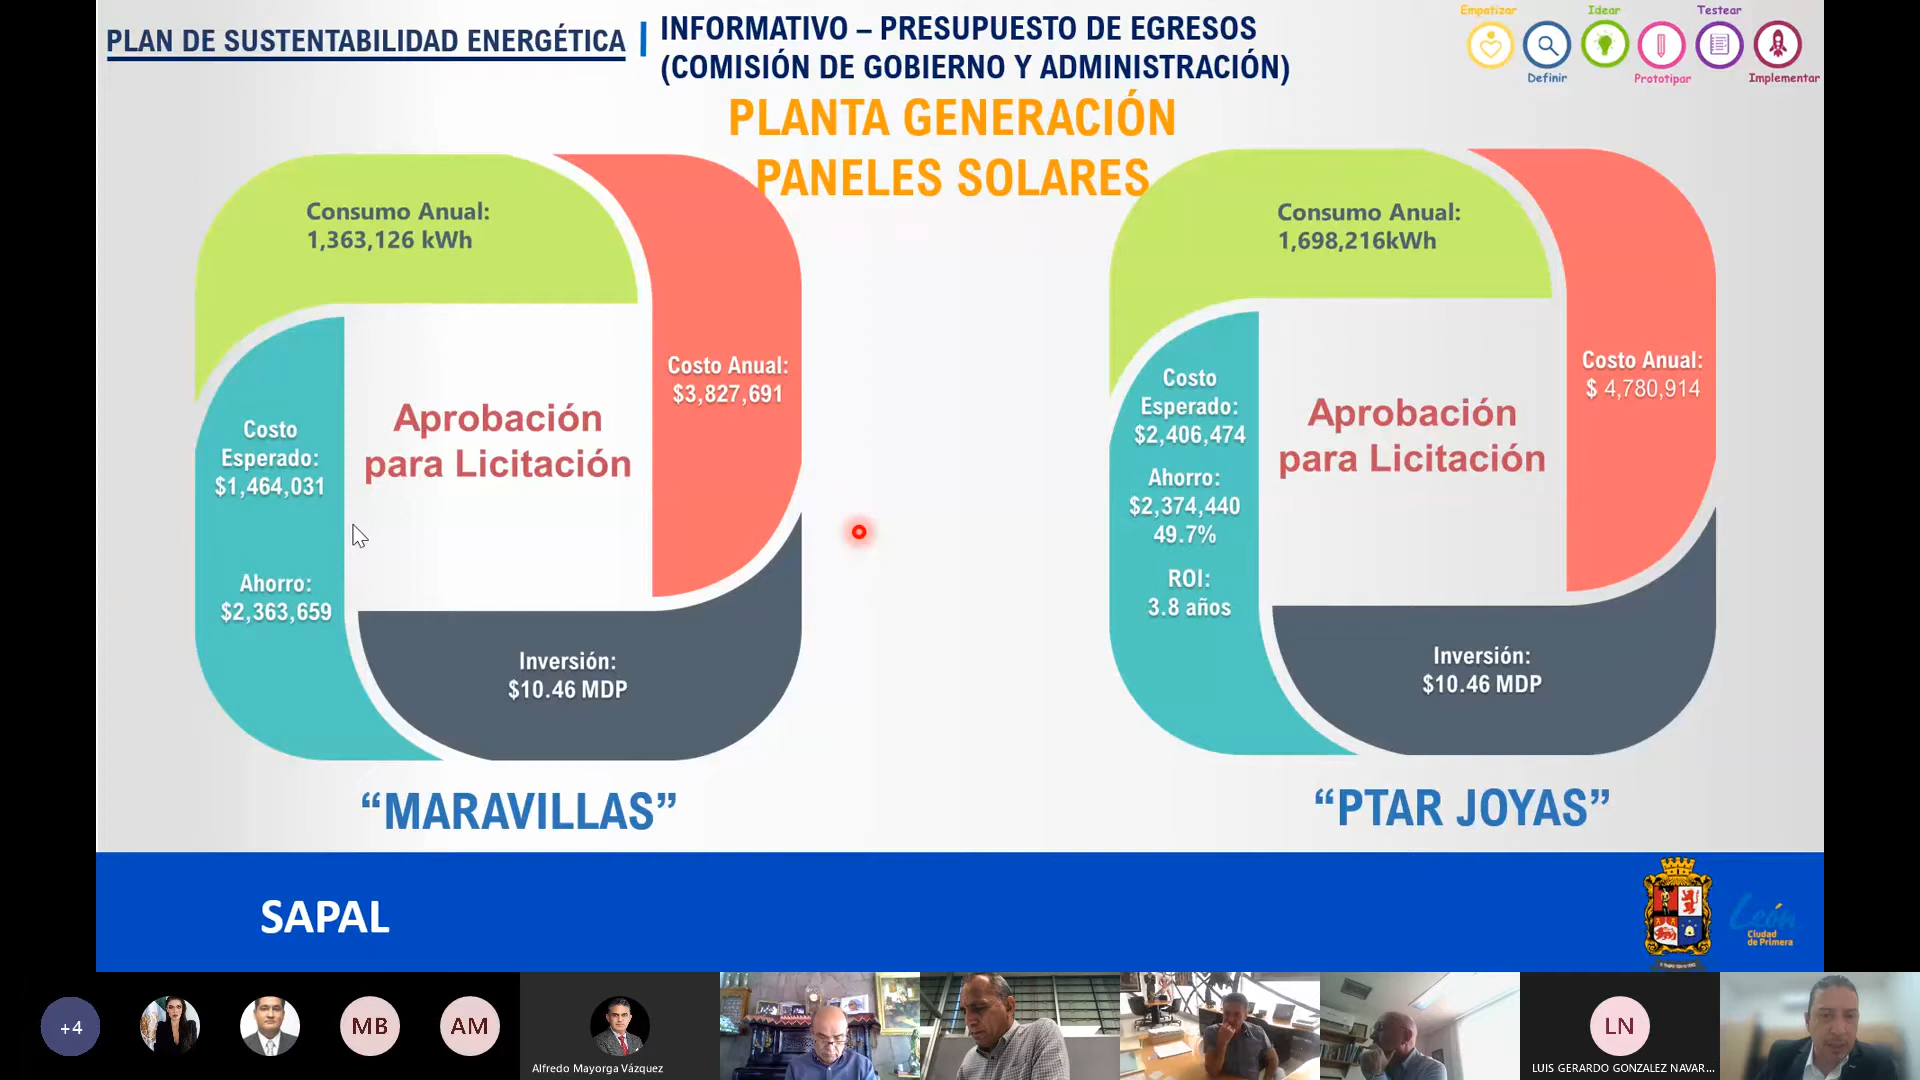 PLAN DE SUSTENTABILIDAD ENERGÉTICA
INFORMATIVO – PRESUPUESTO DE EGRESOS
(COMISIÓN DE GOBIERNO Y ADMINISTRACIÓN)
Empatizar
Definir
Idear
Prototipar
Testear
Implementar
PLANTA GENERACIÓN
PANELES SOLARES
Consumo Anual:
1,363,126 kWh
Costo Anual:
$3,827,691
Costo
Esperado:
$1,464,031
Ahorro:
$2,363,659
Aprobación
para Licitación
Inversión:
$10.46 MDP
“MARAVILLAS”
Consumo Anual:
1,698,216kWh
Costo Anual:
$ 4,780,914
Costo
Esperado:
$2,406,474
Ahorro:
$2,374,440
49.7%
ROI:
3.8 años
Aprobación
para Licitación
Inversión:
$10.46 MDP
“PTAR JOYAS”
SAPAL
León
Ciudad
de Primera
+4
MB
AM
Alfredo Mayorga Vázquez
LN
LUIS GERARDO GONZALEZ NAVAR...